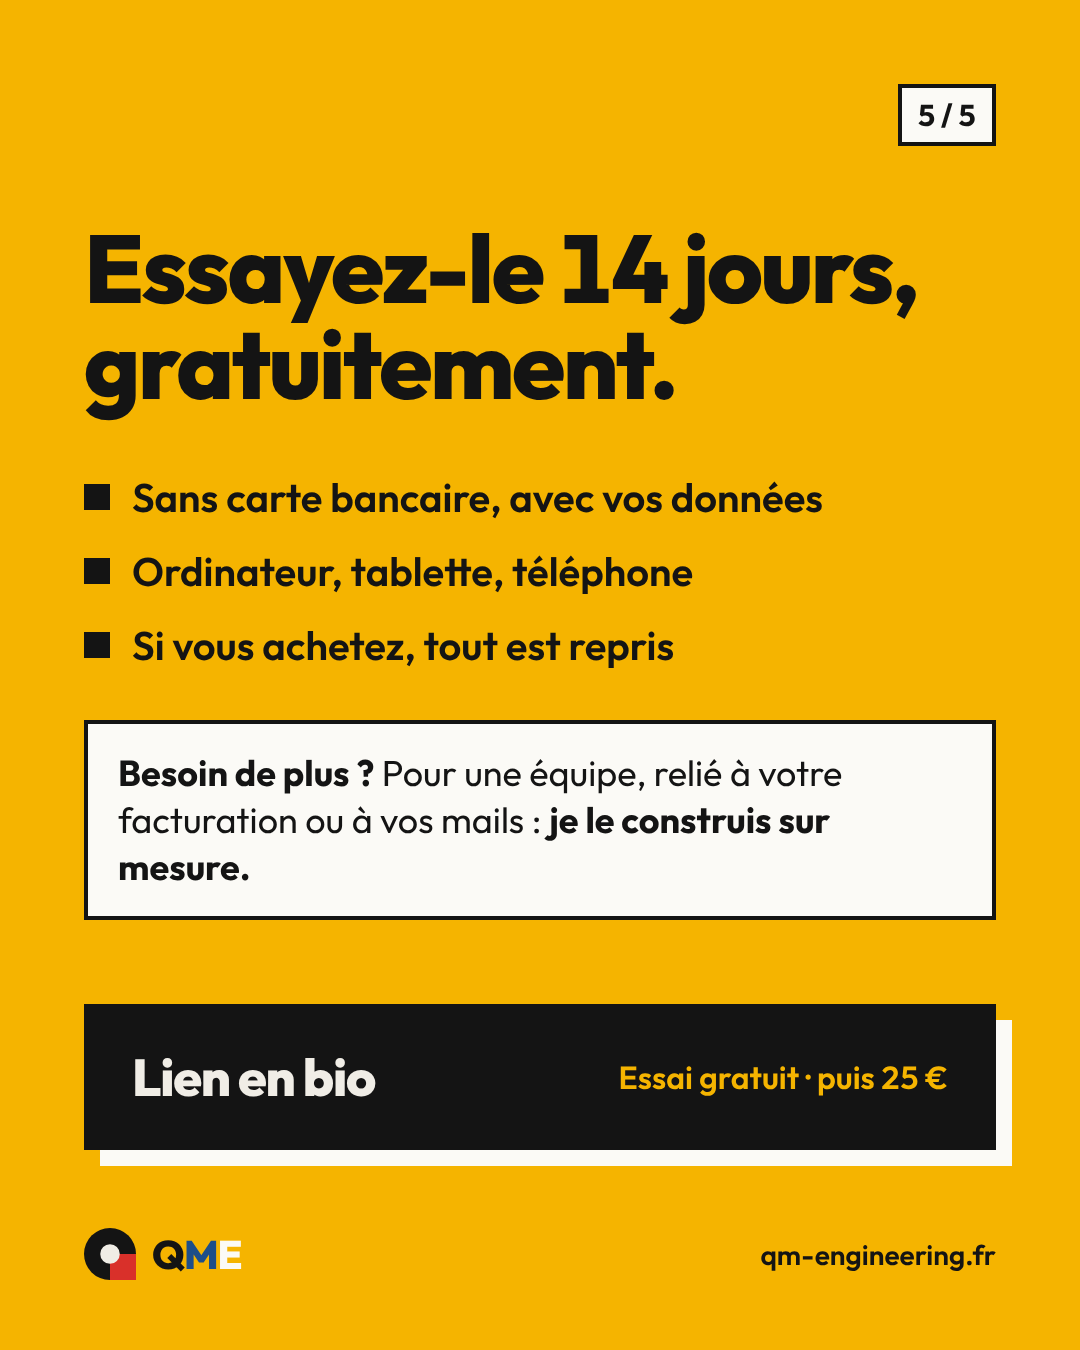 5 / 5
Essayez-le 14 jours,
gratuitement.
Sans carte bancaire, avec vos données
Ordinateur, tablette, téléphone
Si vous achetez, tout est repris
Besoin de plus ? Pour une équipe, relié à votre
facturation ou à vos mails : je le construis sur
mesure.
Lien en bio
Essai gratuit · puis 25 €
QME
qm-engineering.fr